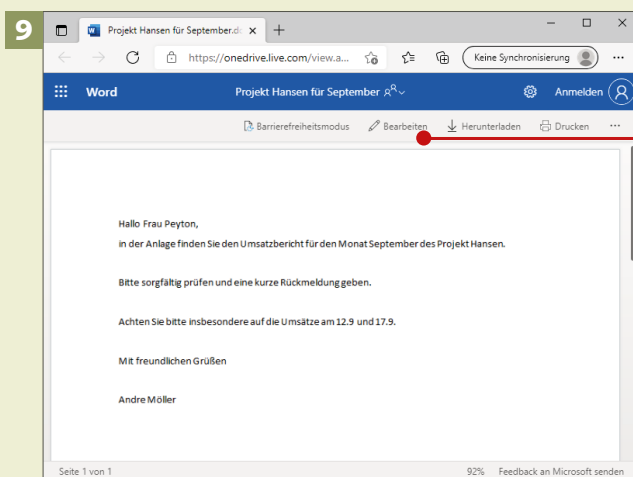 9
Projekt Hansen für September.d
https://onedrive.live.com/view.a...
Keine Synchronisierung
Word
Projekt Hansen für September
Anmelden
Barrierefreiheitsmodus
Bearbeiten
Herunterladen
Drucken
Hallo Frau Peyton,
in der Anlage finden Sie den Umsatzbericht für den Monat September des Projekt Hansen.
Bitte sorgfältig prüfen und eine kurze Rückmeldung geben.
Achten Sie bitte insbesondere auf die Umsätze am 12.9 und 17.9.
Mit freundlichen Grüßen
Andre Möller
Seite 1 von 1
92%
Feedback an Microsoft senden